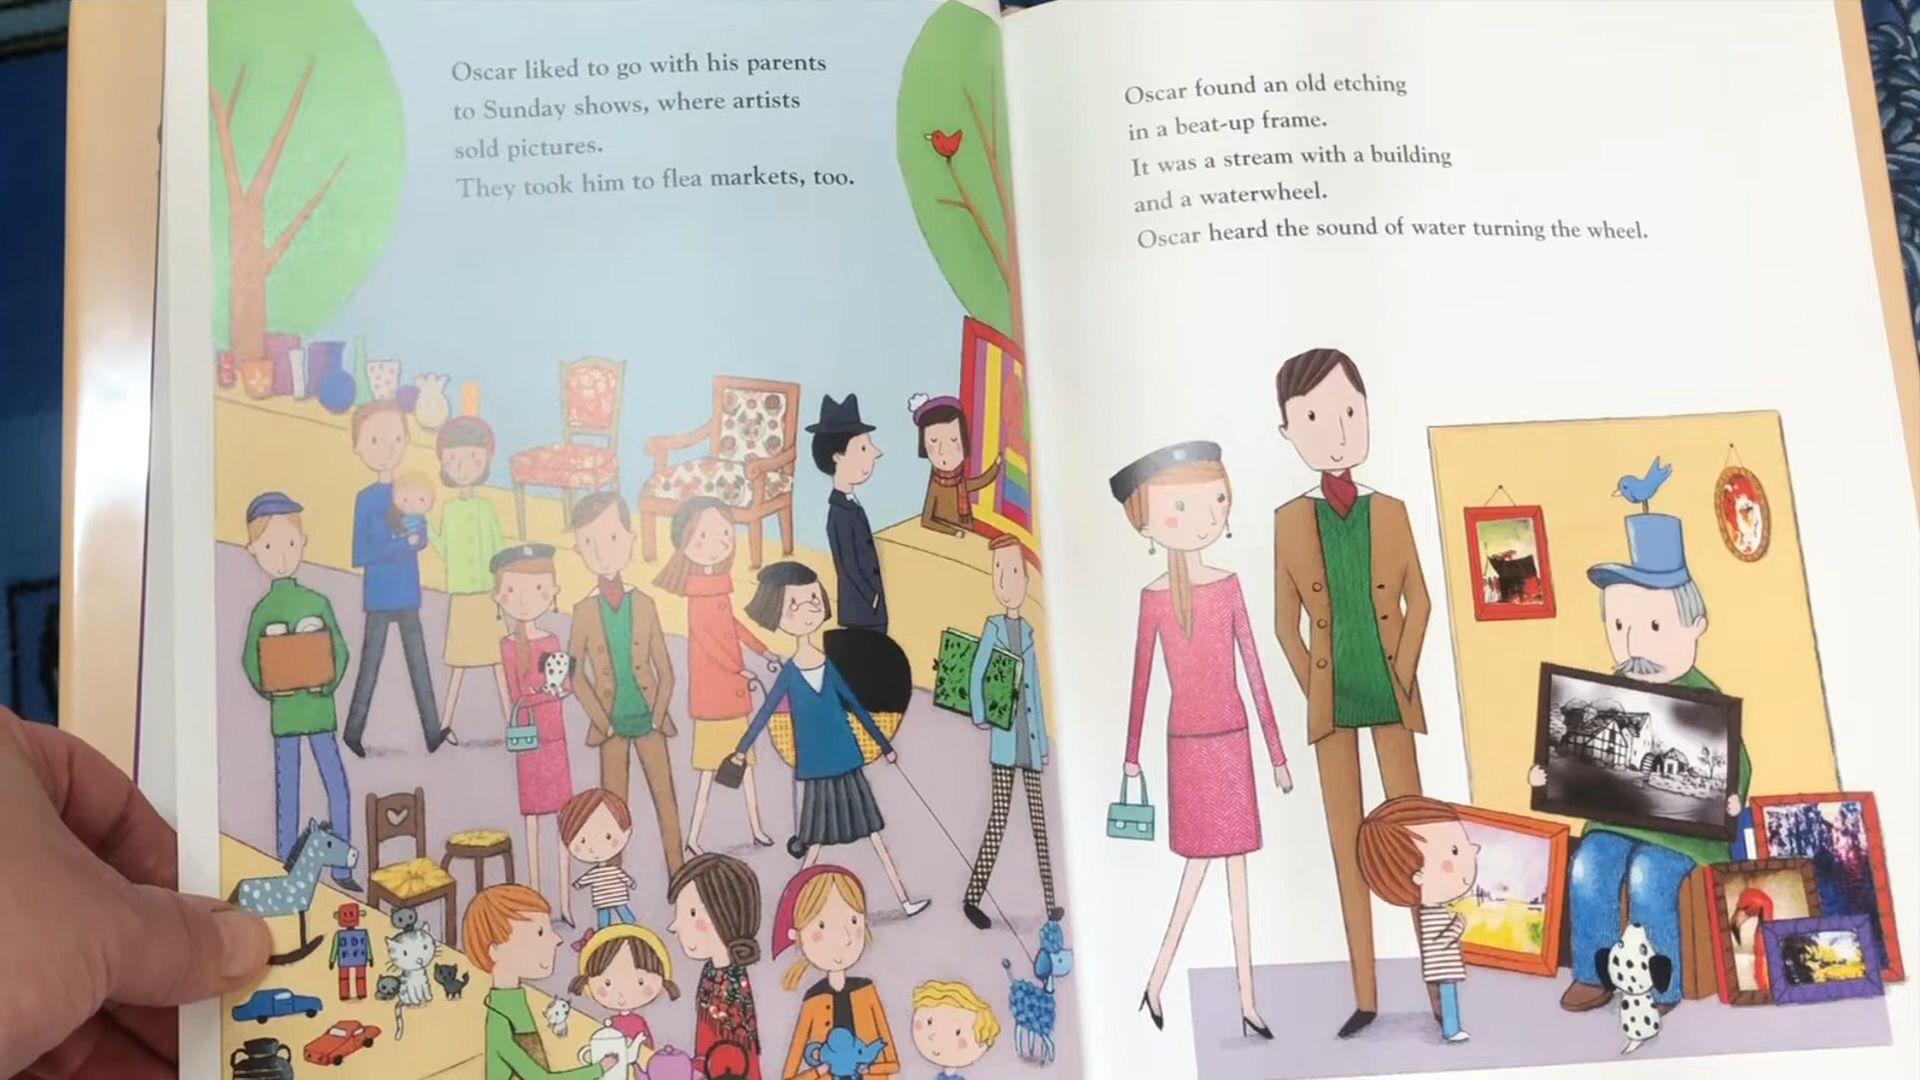 Oscar liked to go with his parents
to Sunday shows, where artists
sold pictures.
They took him to flea markets, too.
Oscar found an old etching
in a beat-up frame.
It was a stream with a building
and a waterwheel.
Oscar heard the sound of water turning the wheel.